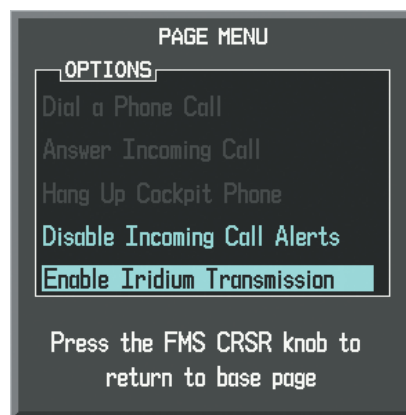 PAGE MENU
OPTIONS
Dial a Phone Call
Answer Incoming Call
Hang Up Cockpit Phone
Disable Incoming Call Alerts
Enable Iridium Transmission
Press the FMS CRSR knob to
return to base page